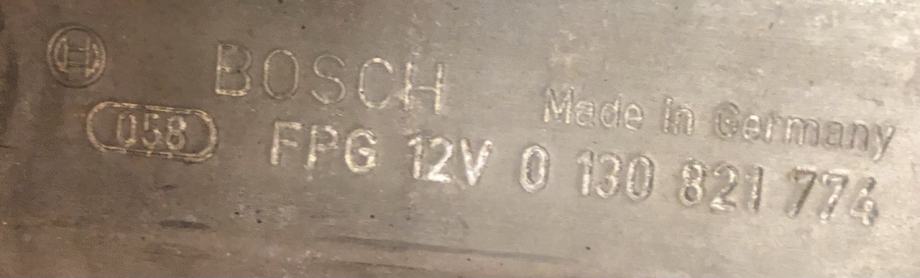 BOSCH
Made in Germany
058 FPG 12V 0 130 821 774